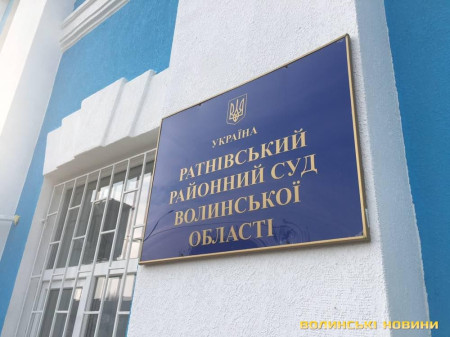 УКРАЇНА
РАТНІВСЬКИЙ
РАЙОННИЙ СУД
ВОЛИНСЬКОЇ
ОБЛАСТІ
ВОЛИНСЬКІ НОВИНИ